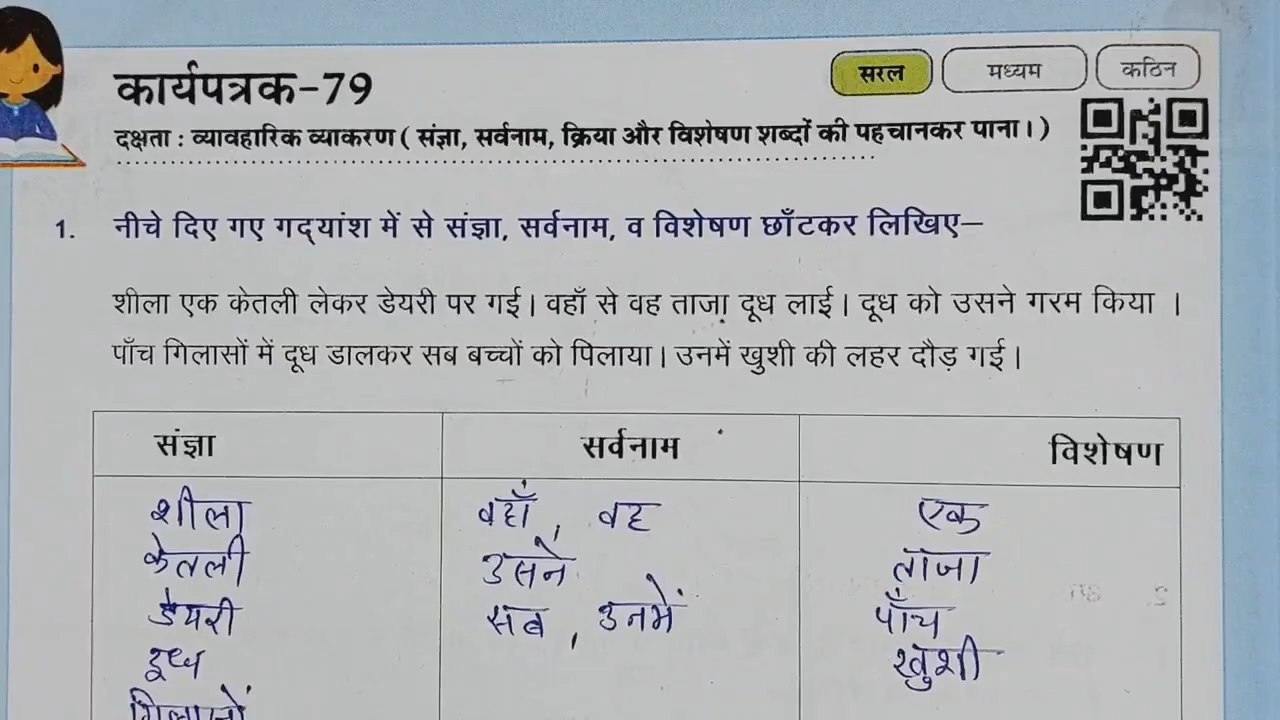 कार्यपत्रक-79
सरल मध्यम कठिन
दक्षता : व्यावहारिक व्याकरण ( संज्ञा, सर्वनाम, क्रिया और विशेषण शब्दों की पहचानकर पाना। )
1. नीचे दिए गए गद्यांश में से संज्ञा, सर्वनाम, व विशेषण छाँटकर लिखिए–
शीला एक केतली लेकर डेयरी पर गई। वहाँ से वह ताजा दूध लाई। दूध को उसने गरम किया ।
पाँच गिलासों में दूध डालकर सब बच्चों को पिलाया। उनमें खुशी की लहर दौड़ गई।
संज्ञा सर्वनाम विशेषण
शीला वहाँ , वह एक
केतली उसने ताजा
डेयरी सब , उनमें पाँच
दूध खुशी
गिलासों